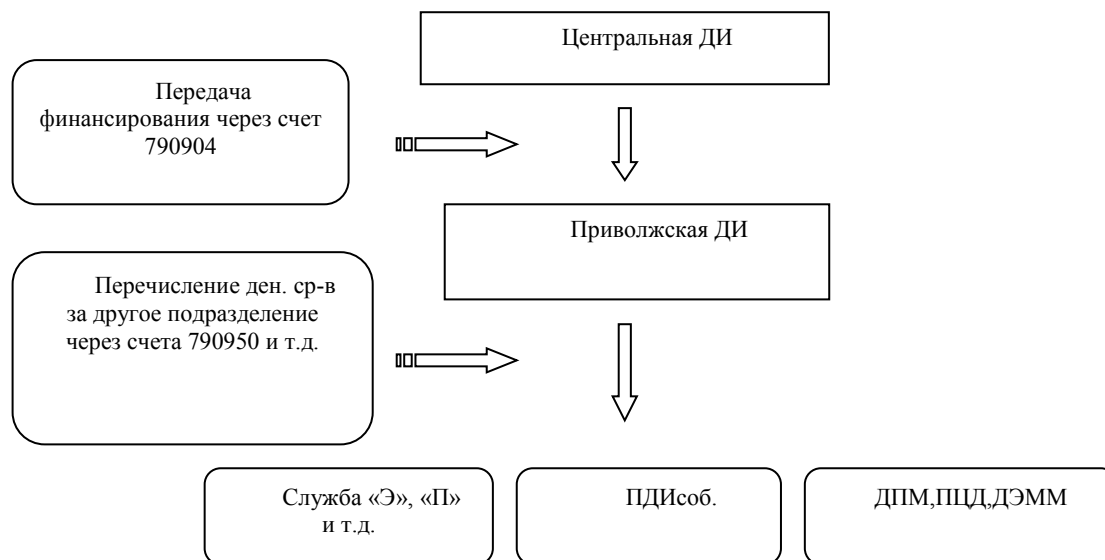 Центральная ДИ
Передача
финансирования через счет
790904
Приволжская ДИ
Перечисление ден. ср-в
за другое подразделение
через счета 790950 и т.д.
Служба «Э», «П»
и т.д.
ПДИсоб.
ДПМ,ПЦД,ДЭММ